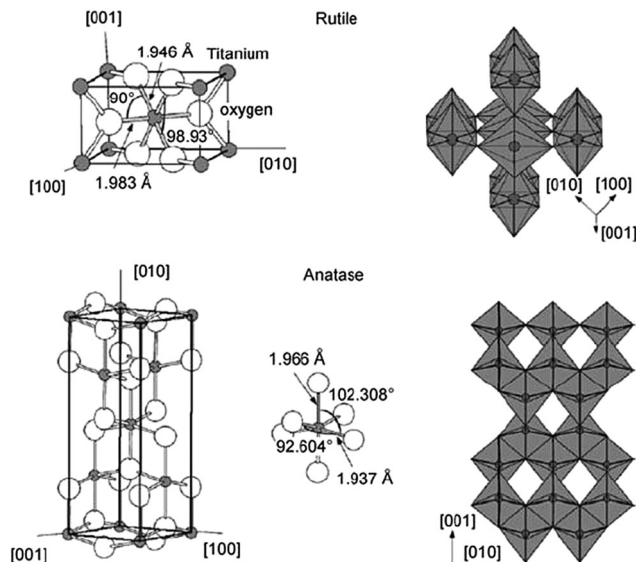 Rutile
[001]
1.946 Å
Titanium
90°
oxygen
98.93°
[010]
[100]
1.983 Å
[010]
[100]
[001]
Anatase
[010]
1.966 Å
102.308°
92.604°
1.937 Å
[001]
[100]
[001]
[010]